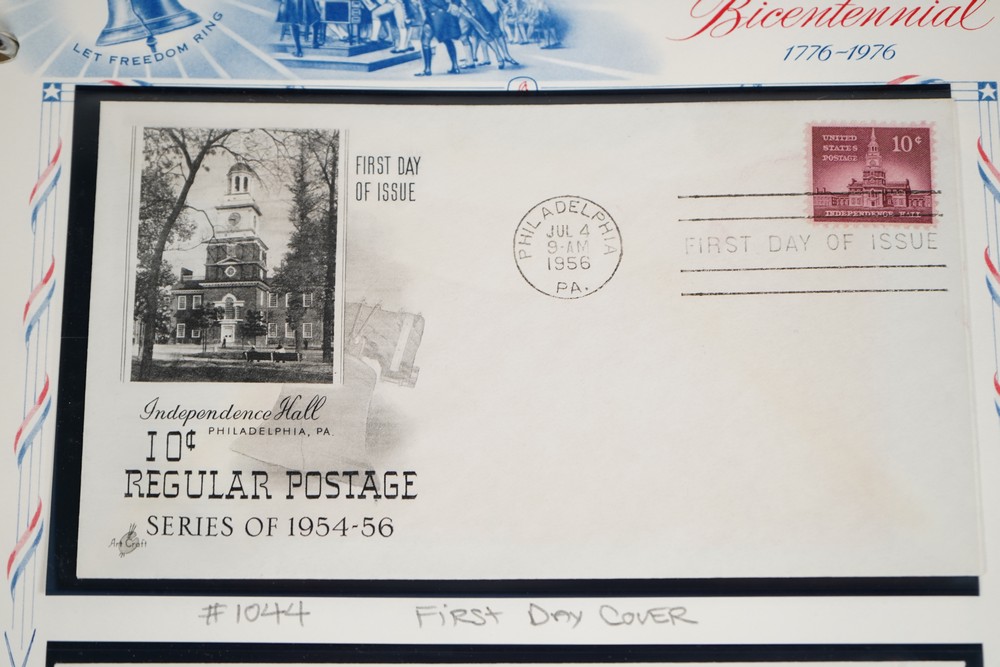 LET FREEDOM RING
Bicentennial
1776-1976
FIRST DAY
OF ISSUE
PHILADELPHIA
JUL 4
9-AM
1956
PA.
UNITED
STATES
POSTAGE
10¢
INDEPENDENCE HALL
FIRST DAY OF ISSUE
Independence Hall
PHILADELPHIA, PA.
10¢
REGULAR POSTAGE
SERIES OF 1954-56
Art Craft
#1044 First Day Cover